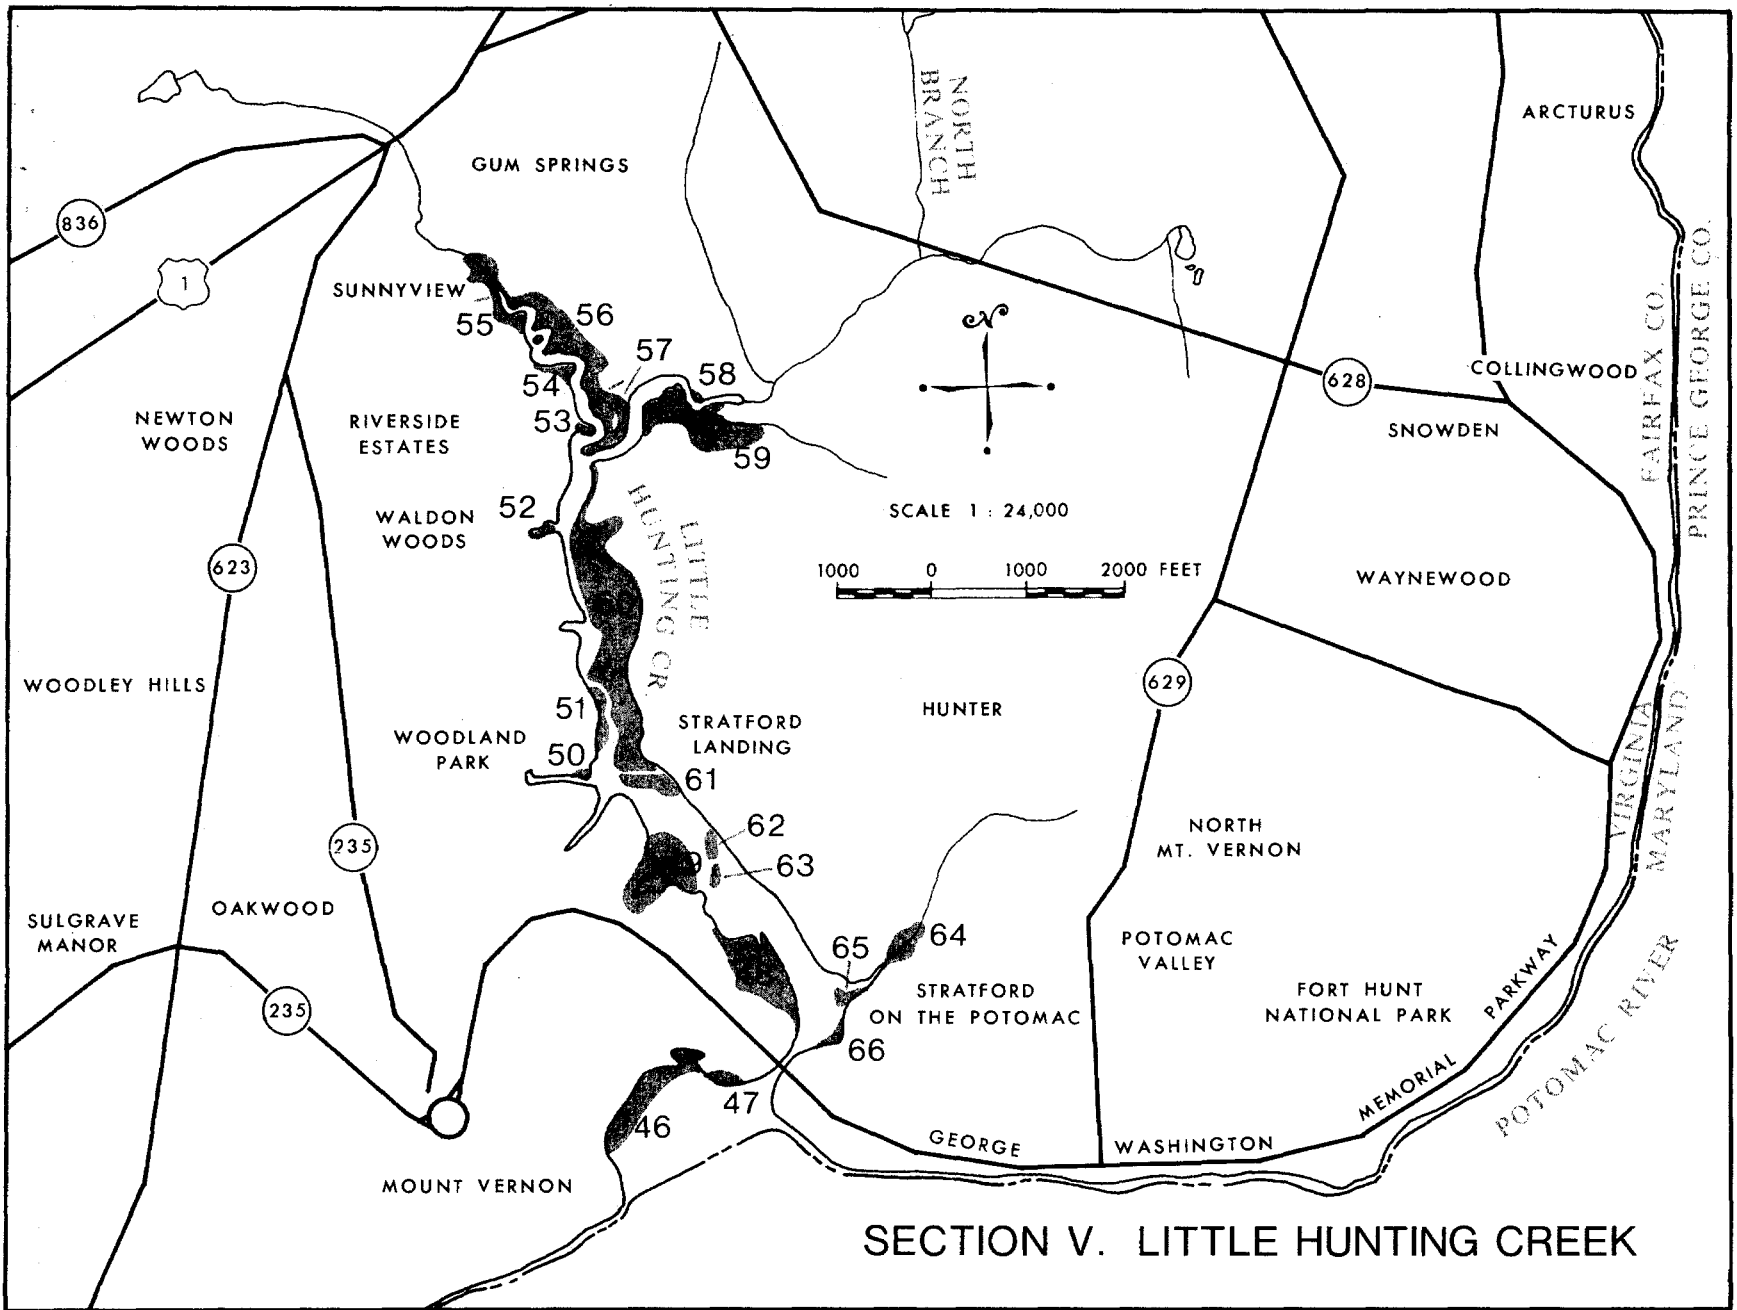 NORTH
BRANCH
ARCTURUS
GUM SPRINGS
836
1
SUNNYVIEW
55
56
57
58
54
53
59
NEWTON
WOODS
RIVERSIDE
ESTATES
628
COLLINGWOOD
SNOWDEN
FAIRFAX CO.
PRINCE GEORGE CO.
N
SCALE 1 : 24,000
1000 0 1000 2000 FEET
52
WALDON
WOODS
LITTLE
HUNTING CR.
623
WAYNEWOOD
WOODLEY HILLS
51
50
WOODLAND
PARK
STRATFORD
LANDING
61
HUNTER
629
VIRGINIA
MARYLAND
62
63
235
NORTH
MT. VERNON
SULGRAVE
MANOR
OAKWOOD
64
65
66
POTOMAC
VALLEY
STRATFORD
ON THE POTOMAC
FORT HUNT
NATIONAL PARK
235
47
46
GEORGE WASHINGTON MEMORIAL PARKWAY
POTOMAC RIVER
MOUNT VERNON
SECTION V. LITTLE HUNTING CREEK